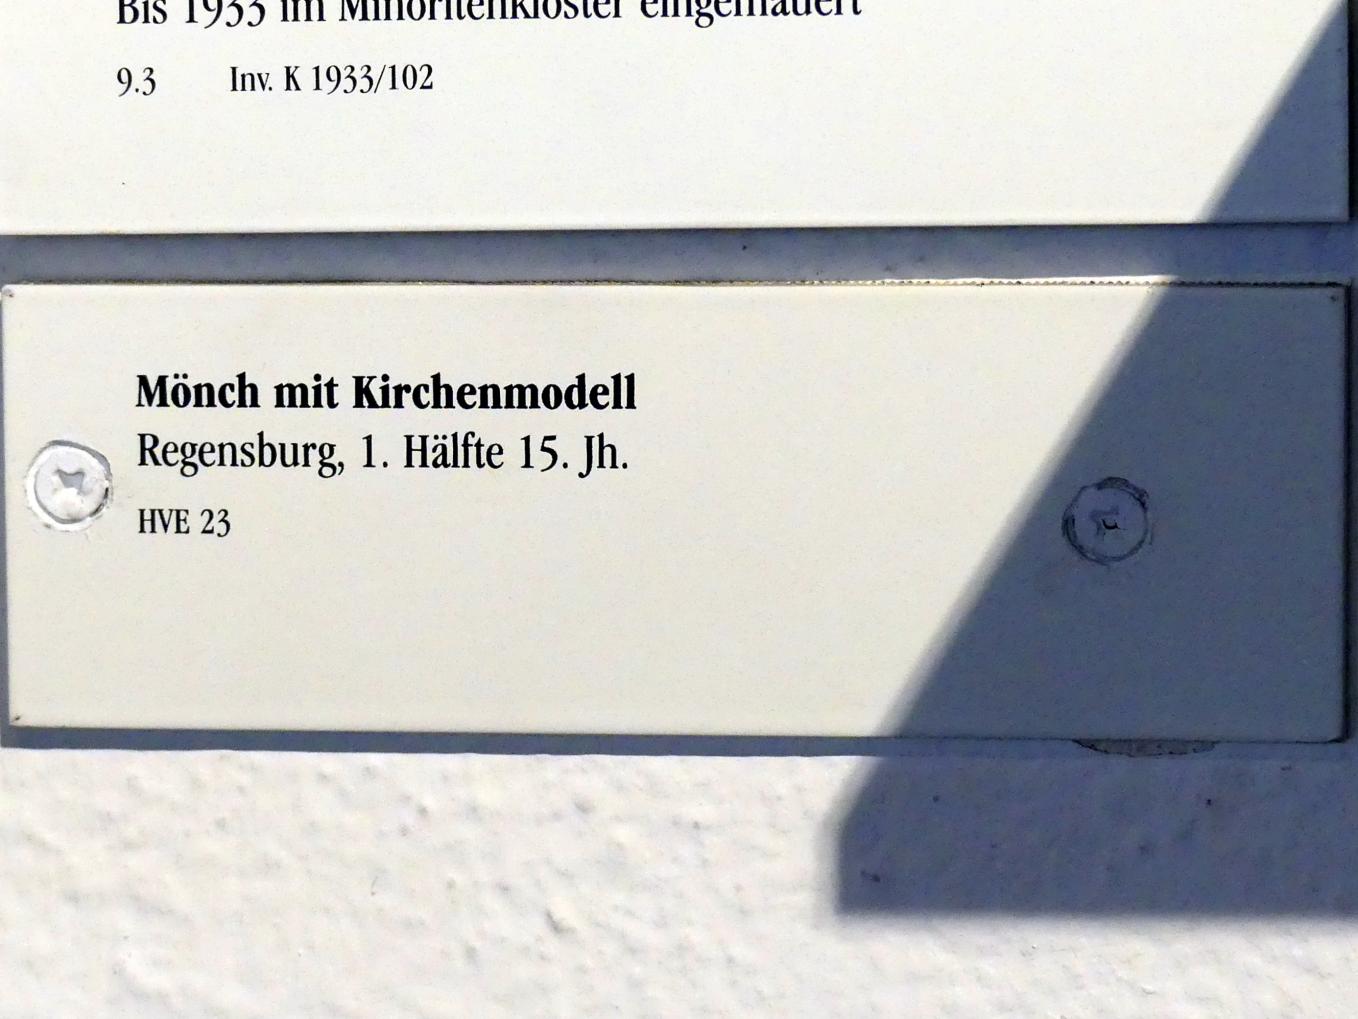 Bis 1933 im Minoritenkloster eingemauert
9.3 Inv. K 1933/102
Mönch mit Kirchenmodell
Regensburg, 1. Hälfte 15. Jh.
HVE 23